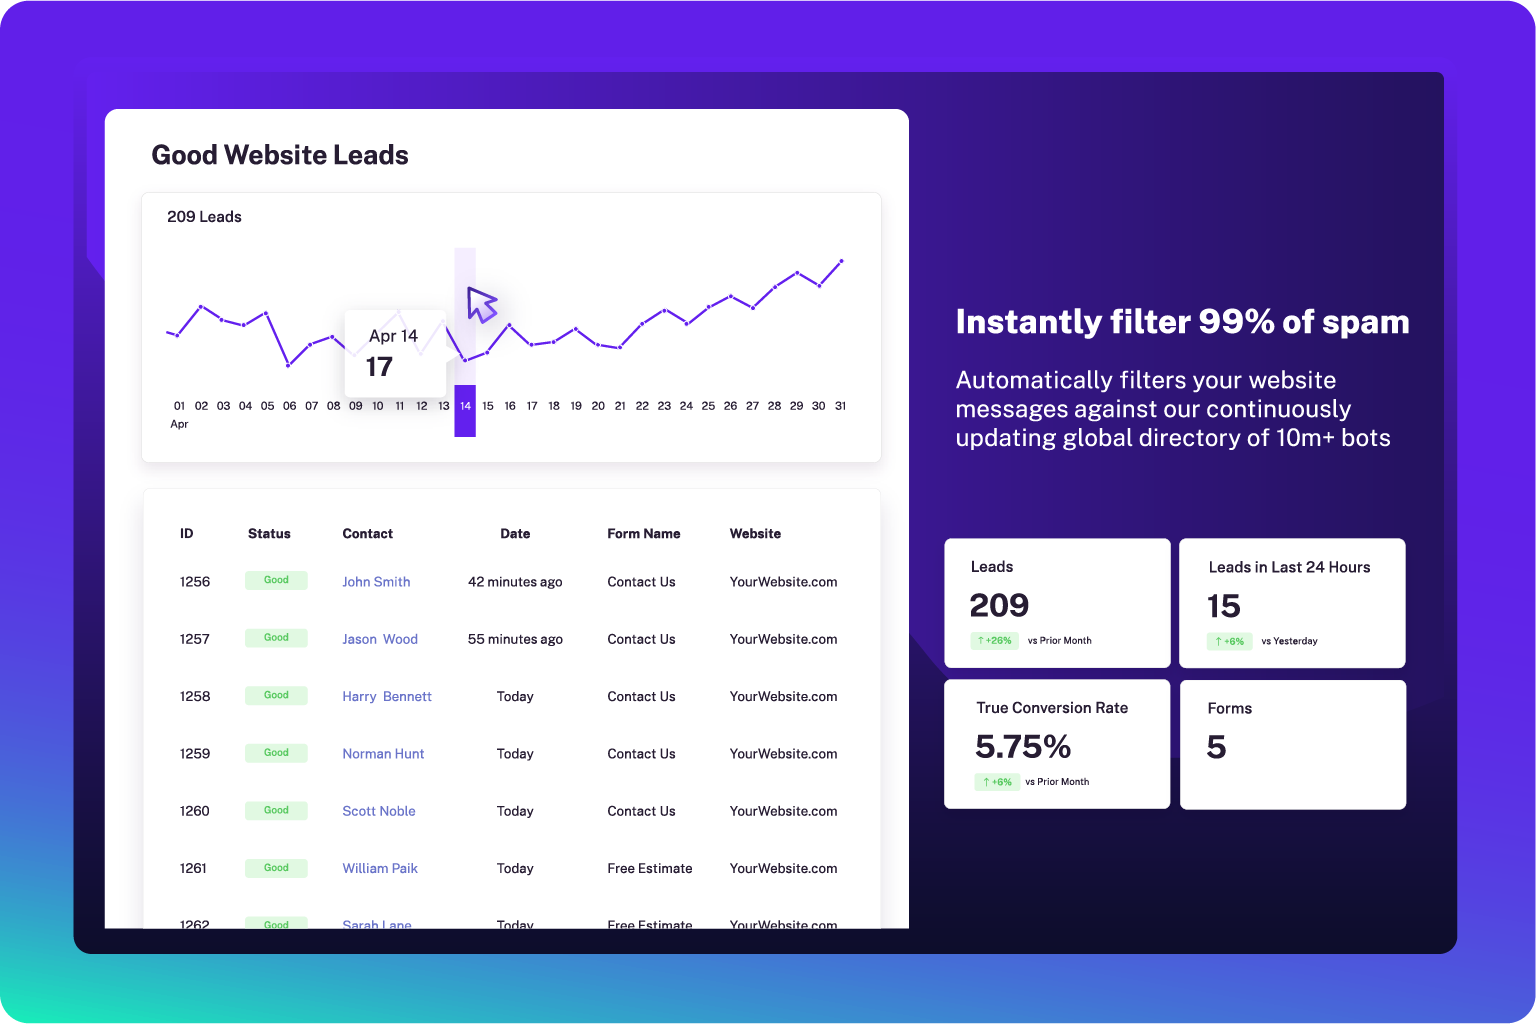 Good Website Leads
209 Leads
Apr 14
17
01 02 03 04 05 06 07 08 09 10 11 12 13 14 15 16 17 18 19 20 21 22 23 24 25 26 27 28 29 30 31
Apr
ID Status Contact Date Form Name Website
1256 Good John Smith 42 minutes ago Contact Us YourWebsite.com
1257 Good Jason Wood 55 minutes ago Contact Us YourWebsite.com
1258 Good Harry Bennett Today Contact Us YourWebsite.com
1259 Good Norman Hunt Today Contact Us YourWebsite.com
1260 Good Scott Noble Today Contact Us YourWebsite.com
1261 Good William Paik Today Free Estimate YourWebsite.com
1262 Good Sarah Lane Today Free Estimate YourWebsite.com
Instantly filter 99% of spam
Automatically filters your website
messages against our continuously
updating global directory of 10m+ bots
Leads
209
↑ +26% vs Prior Month
Leads in Last 24 Hours
15
↑ +6% vs Yesterday
True Conversion Rate
5.75%
↑ +6% vs Prior Month
Forms
5